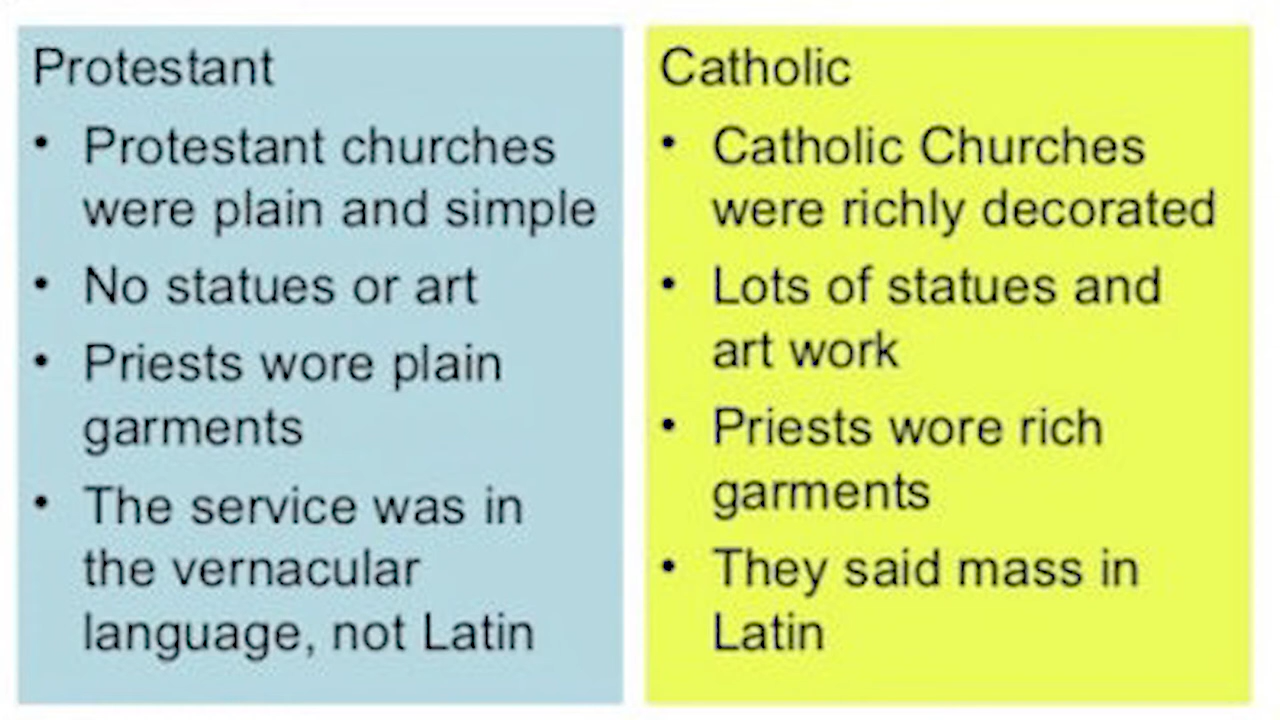 Protestant
• Protestant churches
were plain and simple
• No statues or art
• Priests wore plain
garments
• The service was in
the vernacular
language, not Latin
Catholic
• Catholic Churches
were richly decorated
• Lots of statues and
art work
• Priests wore rich
garments
• They said mass in
Latin